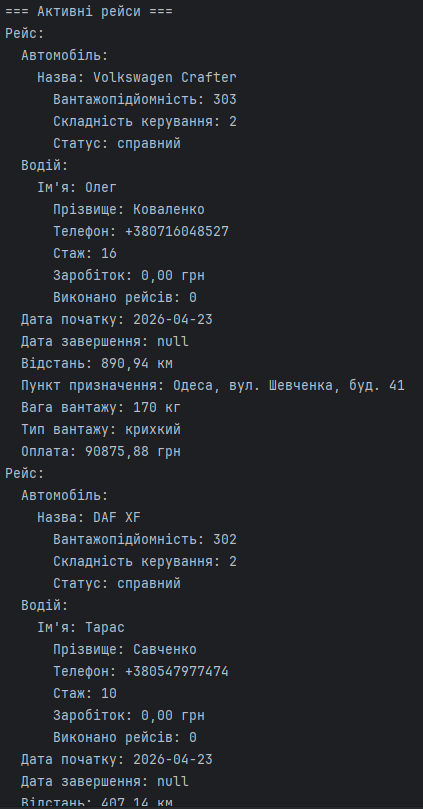 === Активні рейси ===
Рейс:
  Автомобіль:
    Назва: Volkswagen Crafter
      Вантажопідйомність: 303
      Складність керування: 2
      Статус: справний
  Водій:
    Ім'я: Олег
      Прізвище: Коваленко
      Телефон: +380716048527
      Стаж: 16
      Заробіток: 0,00 грн
      Виконано рейсів: 0
  Дата початку: 2026-04-23
  Дата завершення: null
  Відстань: 890,94 км
  Пункт призначення: Одеса, вул. Шевченка, буд. 41
  Вага вантажу: 170 кг
  Тип вантажу: крихкий
  Оплата: 90875,88 грн
Рейс:
  Автомобіль:
    Назва: DAF XF
      Вантажопідйомність: 302
      Складність керування: 2
      Статус: справний
  Водій:
    Ім'я: Тарас
      Прізвище: Савченко
      Телефон: +380547977474
      Стаж: 10
      Заробіток: 0,00 грн
      Виконано рейсів: 0
  Дата початку: 2026-04-23
  Дата завершення: null
  Відстань: 407,14 км